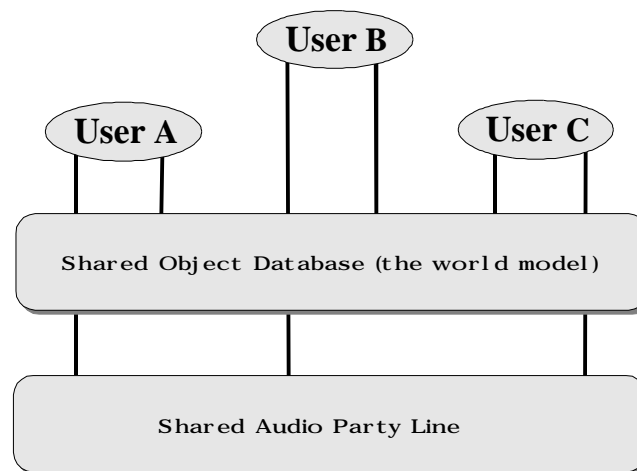 User B
User A
User C
Shared Object Database (the world model)
Shared Audio Party Line